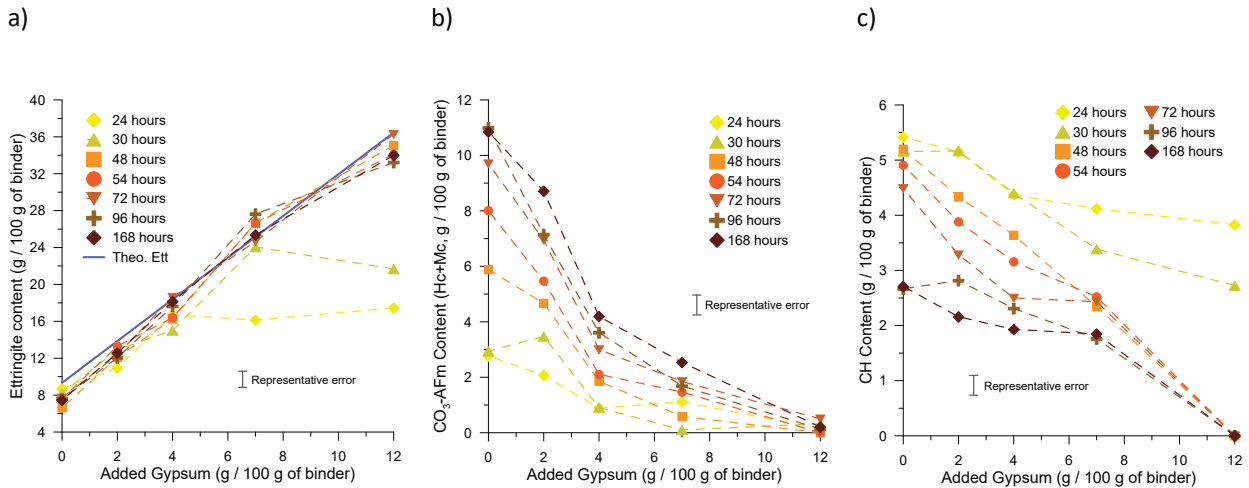 a)
b)
c)
Ettringite content (g / 100 g of binder)
40
36
32
28
24
20
16
12
8
4
24 hours
30 hours
48 hours
54 hours
72 hours
96 hours
168 hours
Theo. Ett
Representative error
0 2 4 6 8 10 12
Added Gypsum (g / 100 g of binder)
CO₃-AFm Content (Hc+Mc, g / 100 g of binder)
12
10
8
6
4
2
0
24 hours
30 hours
48 hours
54 hours
72 hours
96 hours
168 hours
Representative error
0 2 4 6 8 10 12
Added Gypsum (g / 100 g of binder)
CH Content (g / 100 g of binder)
6
5
4
3
2
1
0
24 hours 72 hours
30 hours 96 hours
48 hours 168 hours
54 hours
Representative error
0 2 4 6 8 10 12
Added Gypsum (g / 100 g of binder)